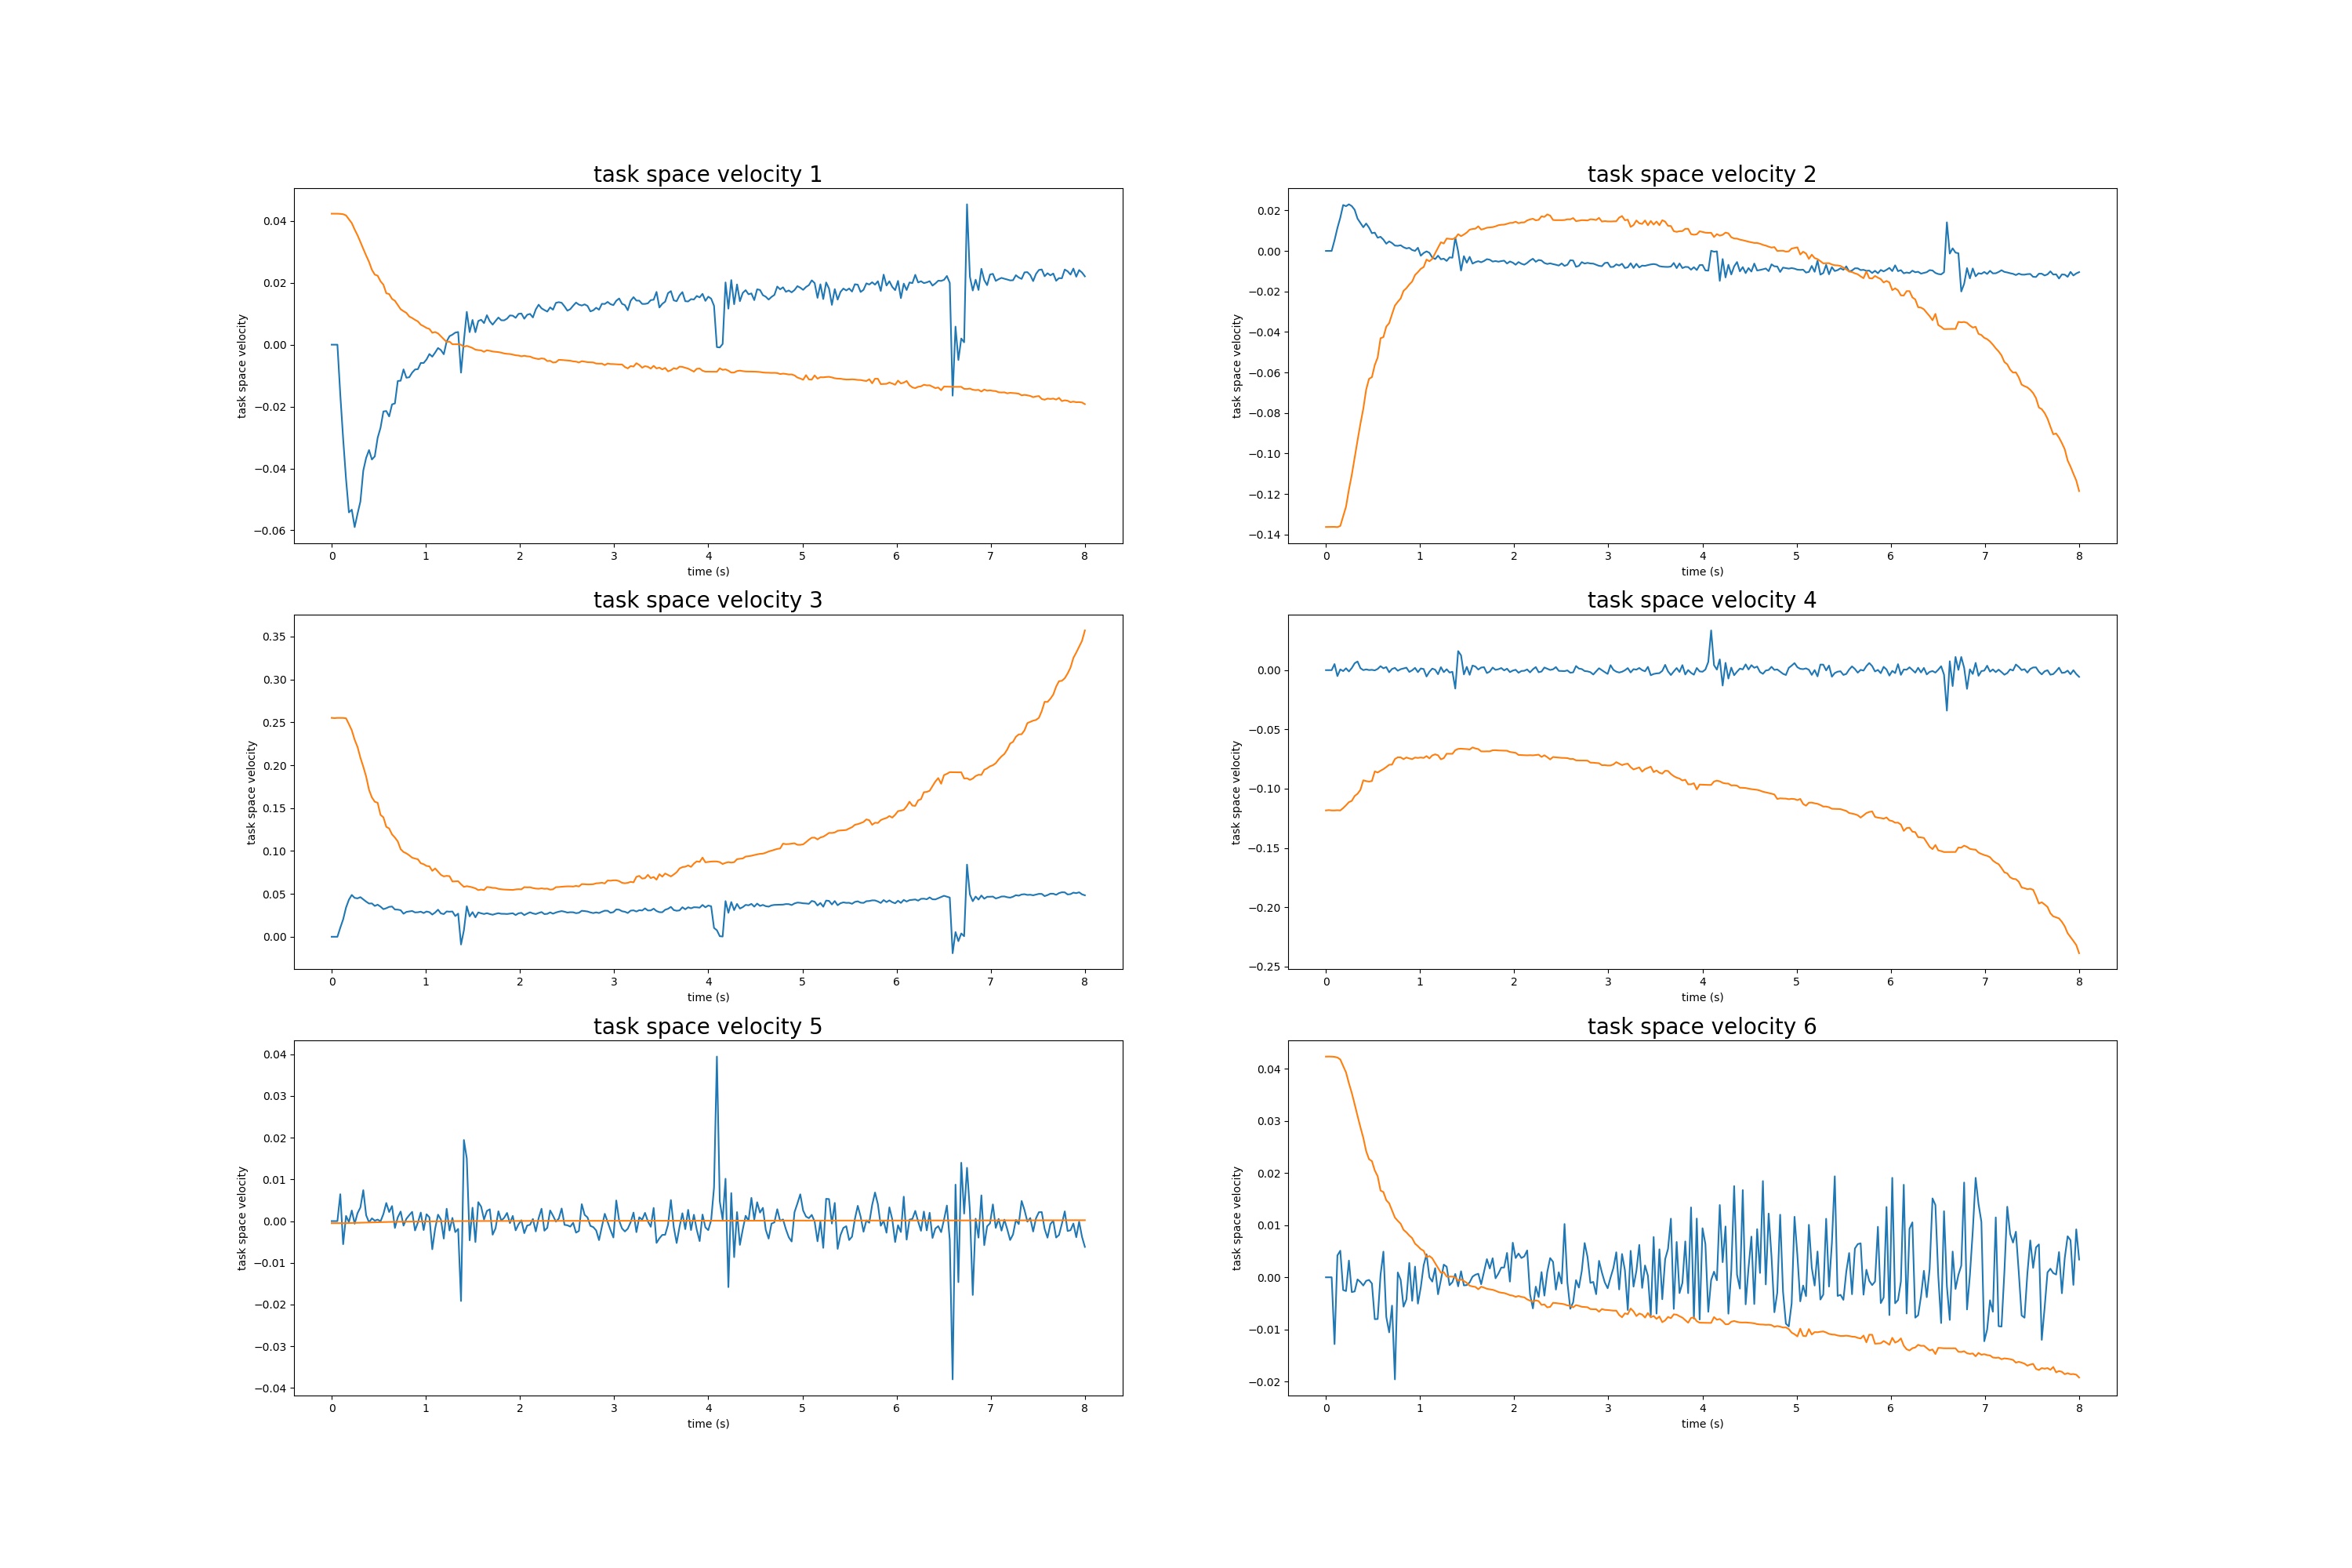 task space velocity 1
task space velocity
0.04
0.02
0.00
−0.02
−0.04
−0.06
0 1 2 3 4 5 6 7 8
time (s)
task space velocity 2
task space velocity
0.02
0.00
−0.02
−0.04
−0.06
−0.08
−0.10
−0.12
−0.14
0 1 2 3 4 5 6 7 8
time (s)
task space velocity 3
task space velocity
0.35
0.30
0.25
0.20
0.15
0.10
0.05
0.00
0 1 2 3 4 5 6 7 8
time (s)
task space velocity 4
task space velocity
0.00
−0.05
−0.10
−0.15
−0.20
−0.25
0 1 2 3 4 5 6 7 8
time (s)
task space velocity 5
task space velocity
0.04
0.03
0.02
0.01
0.00
−0.01
−0.02
−0.03
−0.04
0 1 2 3 4 5 6 7 8
time (s)
task space velocity 6
task space velocity
0.04
0.03
0.02
0.01
0.00
−0.01
−0.02
0 1 2 3 4 5 6 7 8
time (s)